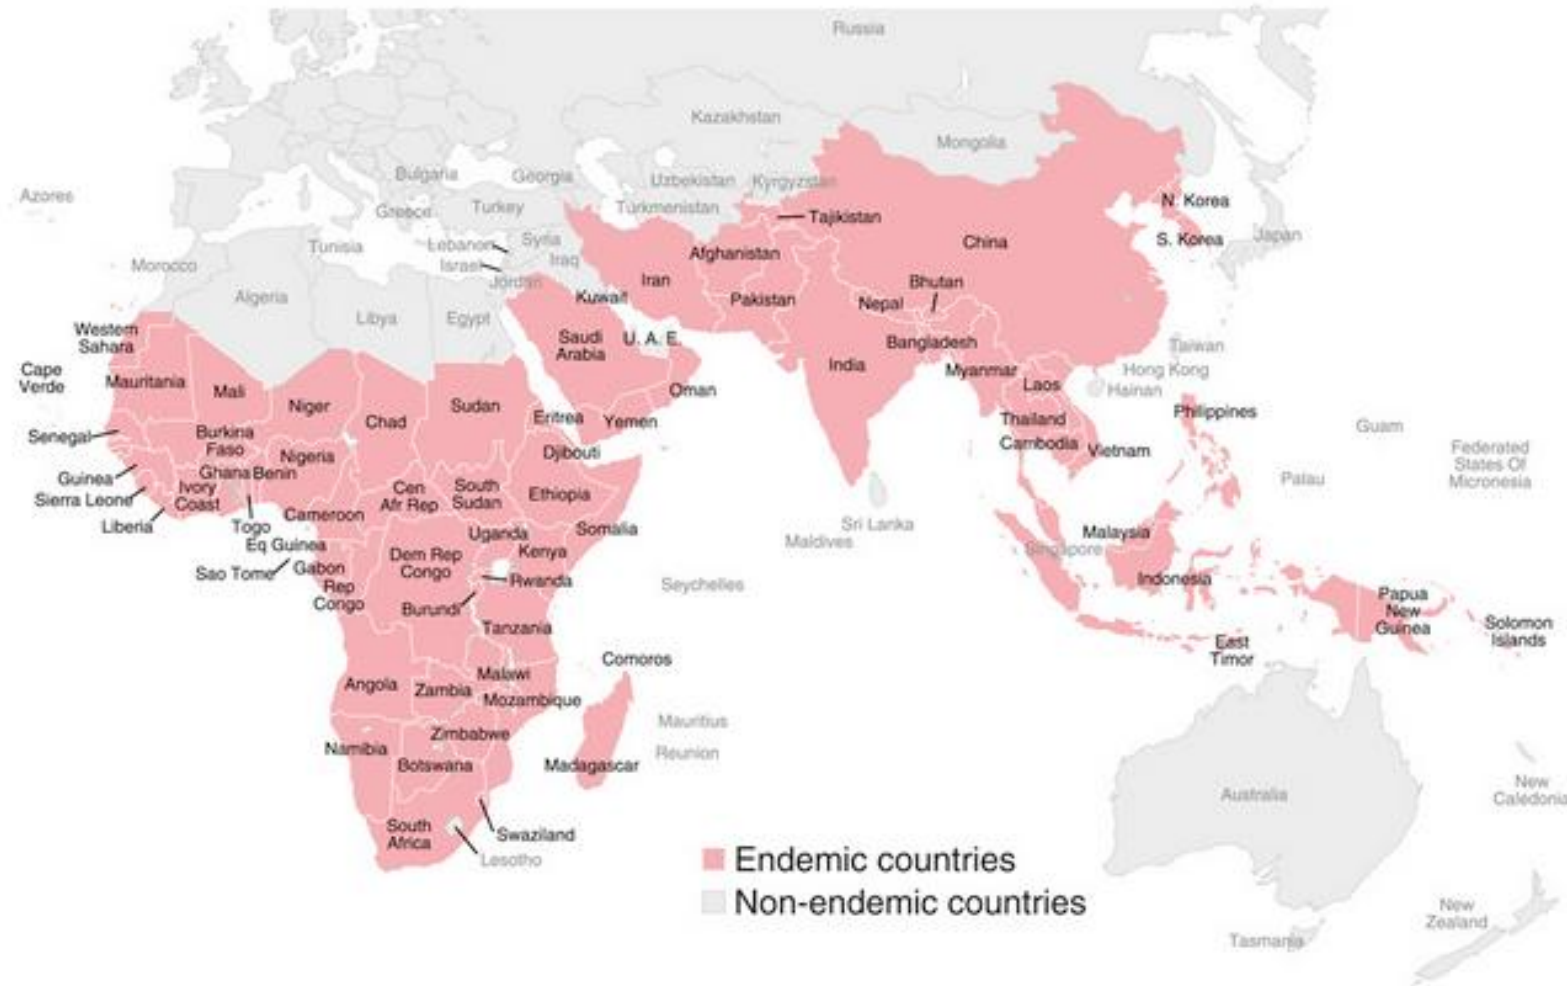 Russia
Kazakhstan
Mongolia
Bulgaria
Georgia
Uzbekistan
Kyrgyzstan
Azores
Greece
Turkey
Turkmenistan
N. Korea
Tajikistan
Tunisia
Lebanon
Syria
Afghanistan
China
S. Korea
Japan
Morocco
Israel
Iraq
Jordan
Iran
Bhutan
Algeria
Kuwait
Pakistan
Nepal
Libya
Egypt
Western
Sahara
Saudi
Arabia
U. A. E.
Bangladesh
Taiwan
Cape
Verde
Mauritania
Mali
India
Myanmar
Laos
Hong Kong
Hainan
Oman
Niger
Chad
Sudan
Eritrea
Yemen
Thailand
Philippines
Guam
Senegal
Burkina
Faso
Nigeria
Djibouti
Cambodia
Vietnam
Federated
States Of
Micronesia
Guinea
Ghana
Benin
Palau
Sierra Leone
Ivory
Coast
Cen
Afr Rep
South
Sudan
Ethiopia
Liberia
Togo
Cameroon
Uganda
Somalia
Sri Lanka
Maldives
Malaysia
Singapore
Eq Guinea
Dem Rep
Congo
Kenya
Sao Tome
Gabon
Rep
Congo
Rwanda
Seychelles
Indonesia
Papua
New
Guinea
Burundi
Tanzania
Solomon
Islands
East
Timor
Comoros
Malawi
Angola
Zambia
Mozambique
Mauritius
Zimbabwe
Namibia
Botswana
Madagascar
Reunion
Australia
New
Caledonia
South
Africa
Swaziland
Lesotho
Endemic countries
Non-endemic countries
New
Zealand
Tasmania